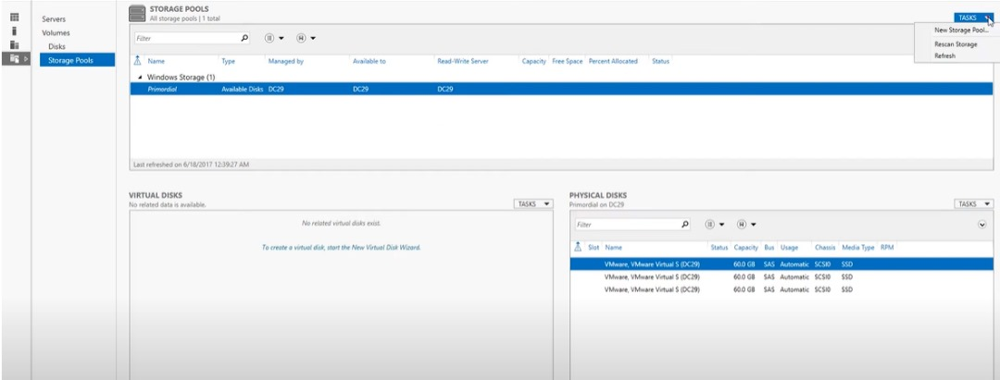 Servers
Volumes
Disks
Storage Pools
STORAGE POOLS
All storage pools | 1 total
TASKS
New Storage Pool...
Rescan Storage
Refresh
Filter
Name Type Managed by Available to Read-Write Server Capacity Free Space Percent Allocated Status
Windows Storage (1)
Primordial Available Disks DC29 DC29 DC29
Last refreshed on 6/18/2017 12:39:27 AM
VIRTUAL DISKS
No related data is available.
TASKS
No related virtual disks exist.
To create a virtual disk, start the New Virtual Disk Wizard.
PHYSICAL DISKS
Primordial on DC29
TASKS
Filter
Slot Name Status Capacity Bus Usage Chassis Media Type RPM
VMware, VMware Virtual S (DC29) 60.0 GB SAS Automatic SCSI0 SSD
VMware, VMware Virtual S (DC29) 60.0 GB SAS Automatic SCSI0 SSD
VMware, VMware Virtual S (DC29) 60.0 GB SAS Automatic SCSI0 SSD